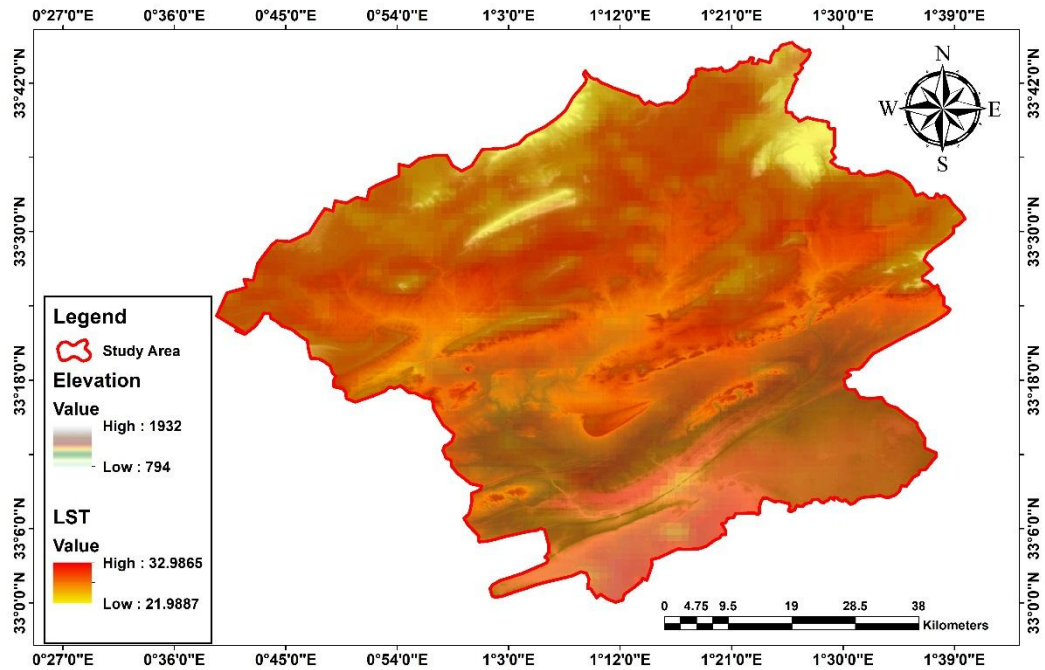 0°27'0"E 0°36'0"E 0°45'0"E 0°54'0"E 1°3'0"E 1°12'0"E 1°21'0"E 1°30'0"E 1°39'0"E
33°42'0"N 33°42'0"N
N
W E
S
33°30'0"N 33°30'0"N
33°18'0"N 33°18'0"N
33°6'0"N 33°6'0"N
33°0'0"N 33°0'0"N
Legend
Study Area
Elevation
Value
High : 1932
Low : 794
LST
Value
High : 32.9865
Low : 21.9887
0 4.75 9.5 19 28.5 38
Kilometers
0°27'0"E 0°36'0"E 0°45'0"E 0°54'0"E 1°3'0"E 1°12'0"E 1°21'0"E 1°30'0"E 1°39'0"E